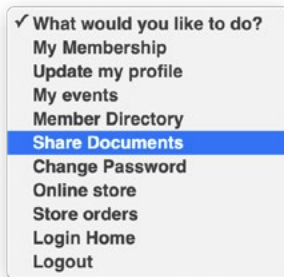 ✓ What would you like to do?
My Membership
Update my profile
My events
Member Directory
Share Documents
Change Password
Online store
Store orders
Login Home
Logout